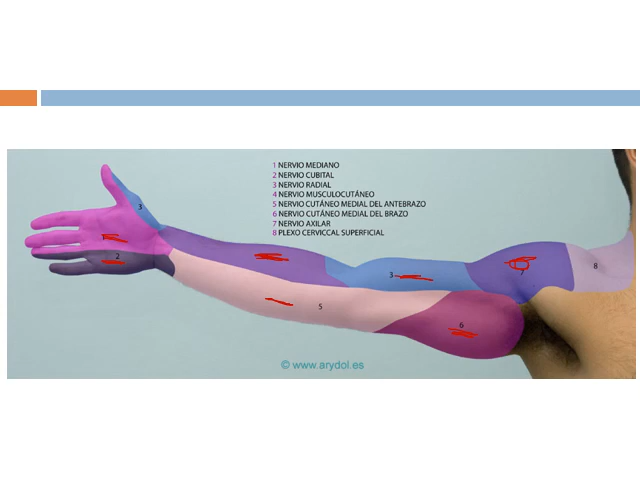 1 NERVIO MEDIANO
2 NERVIO CUBITAL
3 NERVIO RADIAL
4 NERVIO MUSCULOCUTÁNEO
5 NERVIO CUTÁNEO MEDIAL DEL ANTEBRAZO
6 NERVIO CUTÁNEO MEDIAL DEL BRAZO
7 NERVIO AXILAR
8 PLEXO CERVICCAL SUPERFICIAL
3
2
3
7
8
5
6
© www.arydol.es